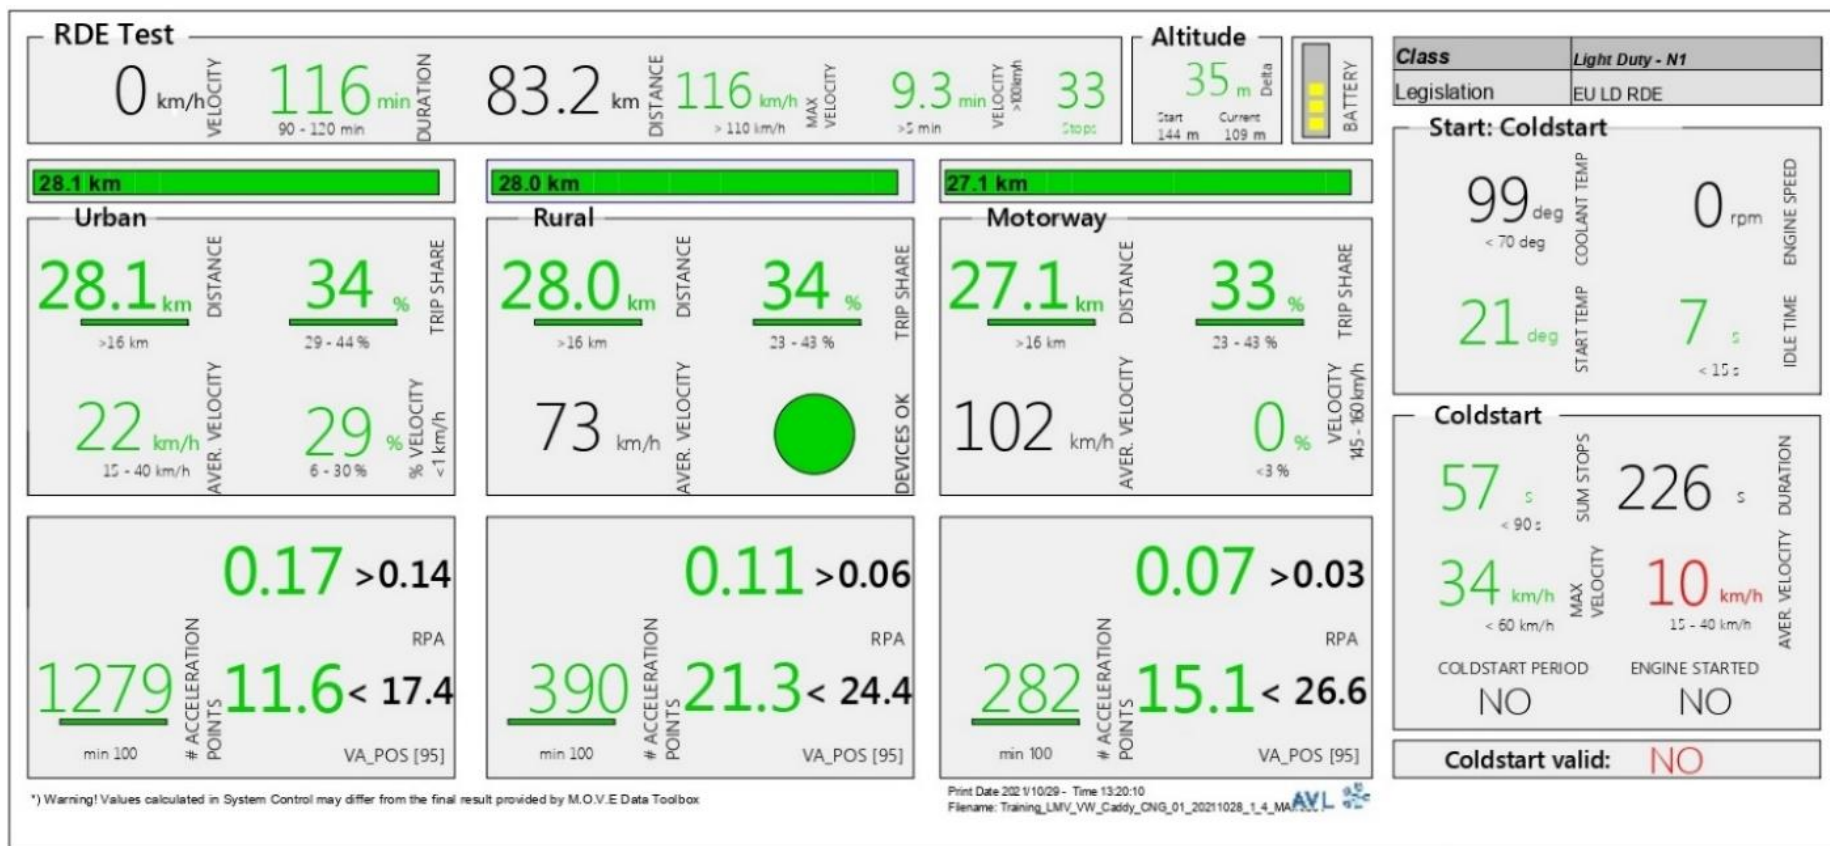 RDE Test
0 km/h VELOCITY
116 min DURATION
90 - 120 min
83.2 km DISTANCE
116 km/h MAX VELOCITY
> 110 km/h
9.3 min VELOCITY >100km/h
>5 min
33
Stops
Altitude
35 m Delta
Start Current
144 m 109 m
BATTERY
Class Light Duty - N1
Legislation EU LD RDE
28.1 km
28.0 km
27.1 km
Urban
28.1 km DISTANCE
>16 km
34 % TRIP SHARE
29 - 44 %
22 km/h AVER. VELOCITY
15 - 40 km/h
29 % % VELOCITY <1 km/h
6 - 30 %
Rural
28.0 km DISTANCE
>16 km
34 % TRIP SHARE
23 - 43 %
73 km/h AVER. VELOCITY
DEVICES OK
Motorway
27.1 km DISTANCE
>16 km
33 % TRIP SHARE
23 - 43 %
102 km/h AVER. VELOCITY
0 % VELOCITY 145 - 160 km/h
<3 %
0.17 >0.14
RPA
1279 # ACCELERATION POINTS
min 100
11.6 < 17.4
VA_POS [95]
0.11 >0.06
RPA
390 # ACCELERATION POINTS
min 100
21.3 < 24.4
VA_POS [95]
0.07 >0.03
RPA
282 # ACCELERATION POINTS
min 100
15.1 < 26.6
VA_POS [95]
Start: Coldstart
99 deg COOLANT TEMP
< 70 deg
0 rpm ENGINE SPEED
21 deg START TEMP
7 s IDLE TIME
< 15 s
Coldstart
57 s SUM STOPS
< 90 s
226 s DURATION
34 km/h MAX VELOCITY
< 60 km/h
10 km/h AVER. VELOCITY
15 - 40 km/h
COLDSTART PERIOD ENGINE STARTED
NO NO
Coldstart valid: NO
*) Warning! Values calculated in System Control may differ from the final result provided by M.O.V.E Data Toolbox
Print Date 2021/10/29 - Time 13:20:10
Filename: Training_LMV_VW_Caddy_CNG_01_20211028_1_4_MA
AVL